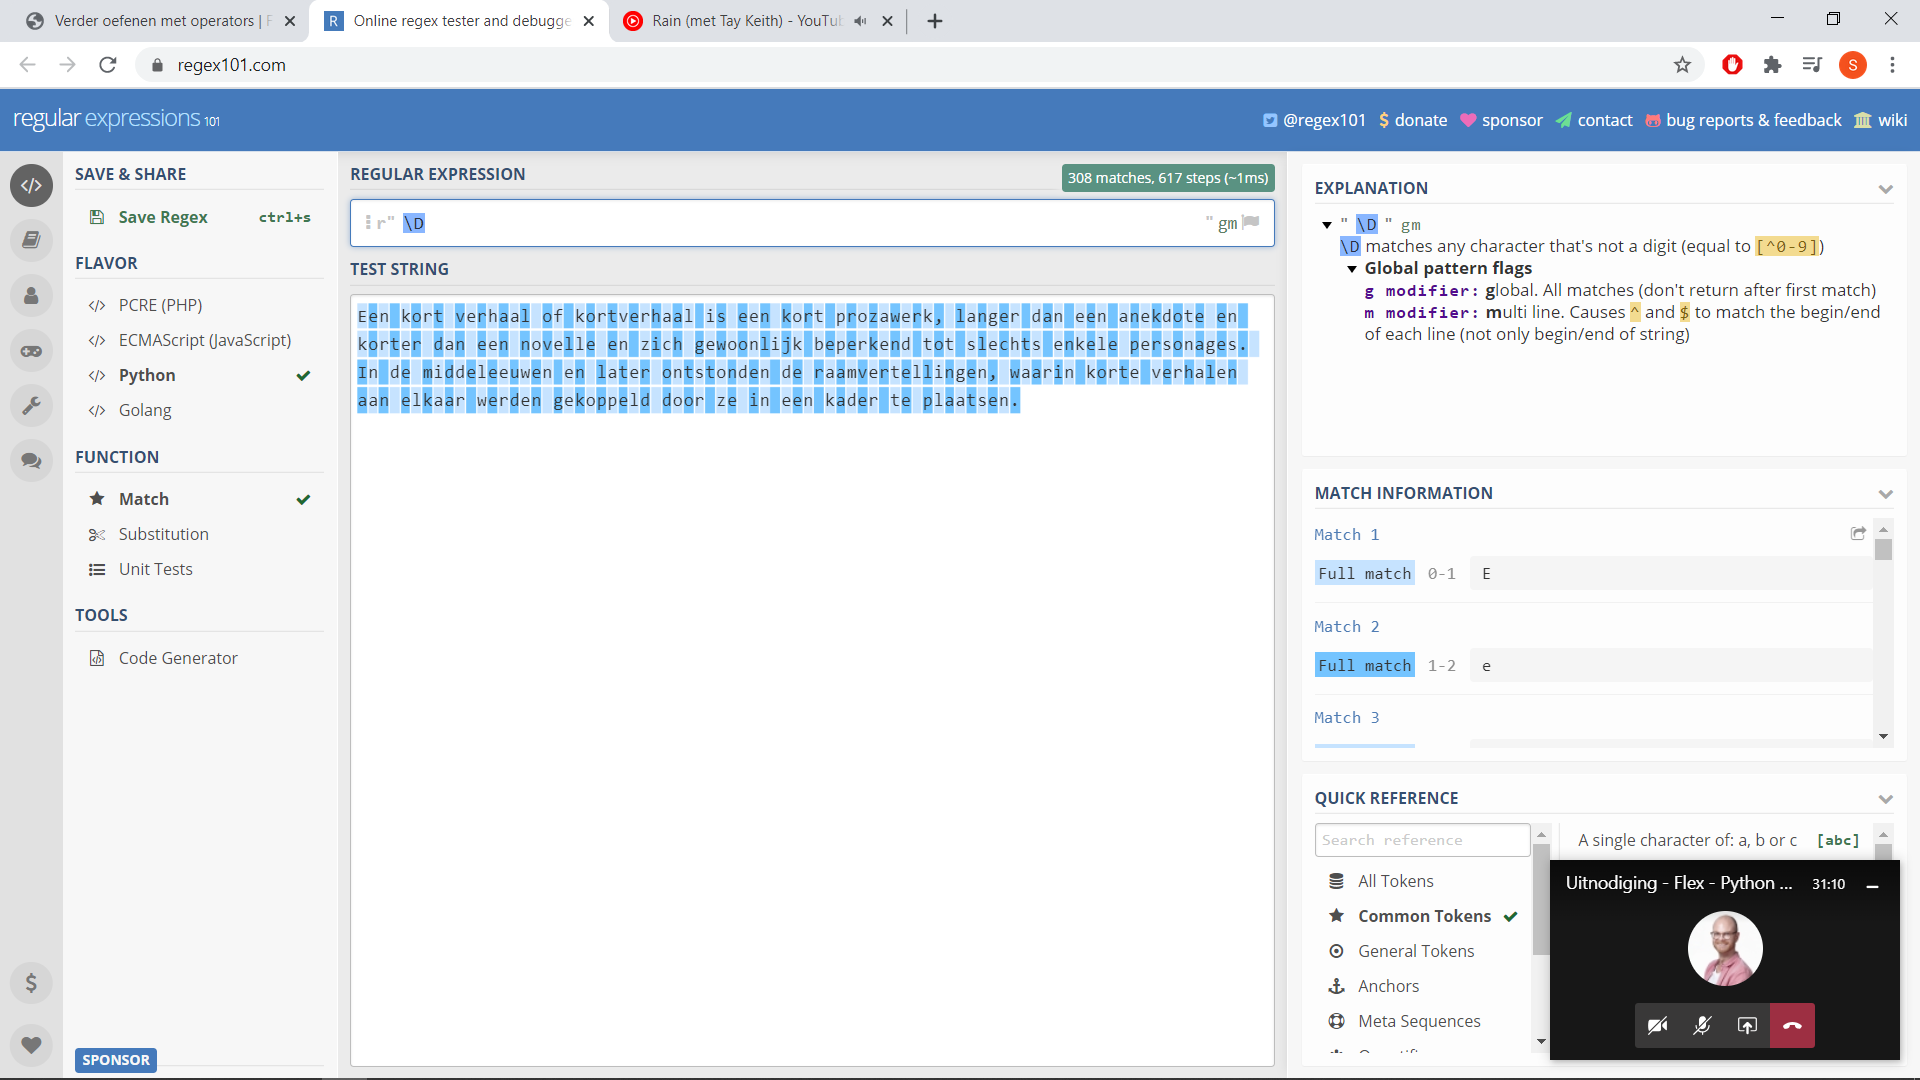 Verder oefenen met operators | F
Online regex tester and debugge
Rain (met Tay Keith) - YouTu
regex101.com
S
regular expressions 101
@regex101
donate
sponsor
contact
bug reports & feedback
wiki
SAVE & SHARE
Save Regex ctrl+s
FLAVOR
PCRE (PHP)
ECMAScript (JavaScript)
Python
Golang
FUNCTION
Match
Substitution
Unit Tests
TOOLS
Code Generator
SPONSOR
REGULAR EXPRESSION
308 matches, 617 steps (~1ms)
r" \D " gm
TEST STRING
Een kort verhaal of kortverhaal is een kort prozawerk, langer dan een anekdote en
korter dan een novelle en zich gewoonlijk beperkend tot slechts enkele personages.
In de middeleeuwen en later ontstonden de raamvertellingen, waarin korte verhalen
aan elkaar werden gekoppeld door ze in een kader te plaatsen.
EXPLANATION
" \D " gm
\D matches any character that's not a digit (equal to [^0-9])
Global pattern flags
g modifier: global. All matches (don't return after first match)
m modifier: multi line. Causes ^ and $ to match the begin/end
of each line (not only begin/end of string)
MATCH INFORMATION
Match 1
Full match 0-1 E
Match 2
Full match 1-2 e
Match 3
QUICK REFERENCE
Search reference
All Tokens
Common Tokens
General Tokens
Anchors
Meta Sequences
A single character of: a, b or c [abc]
Uitnodiging - Flex - Python ... 31:10